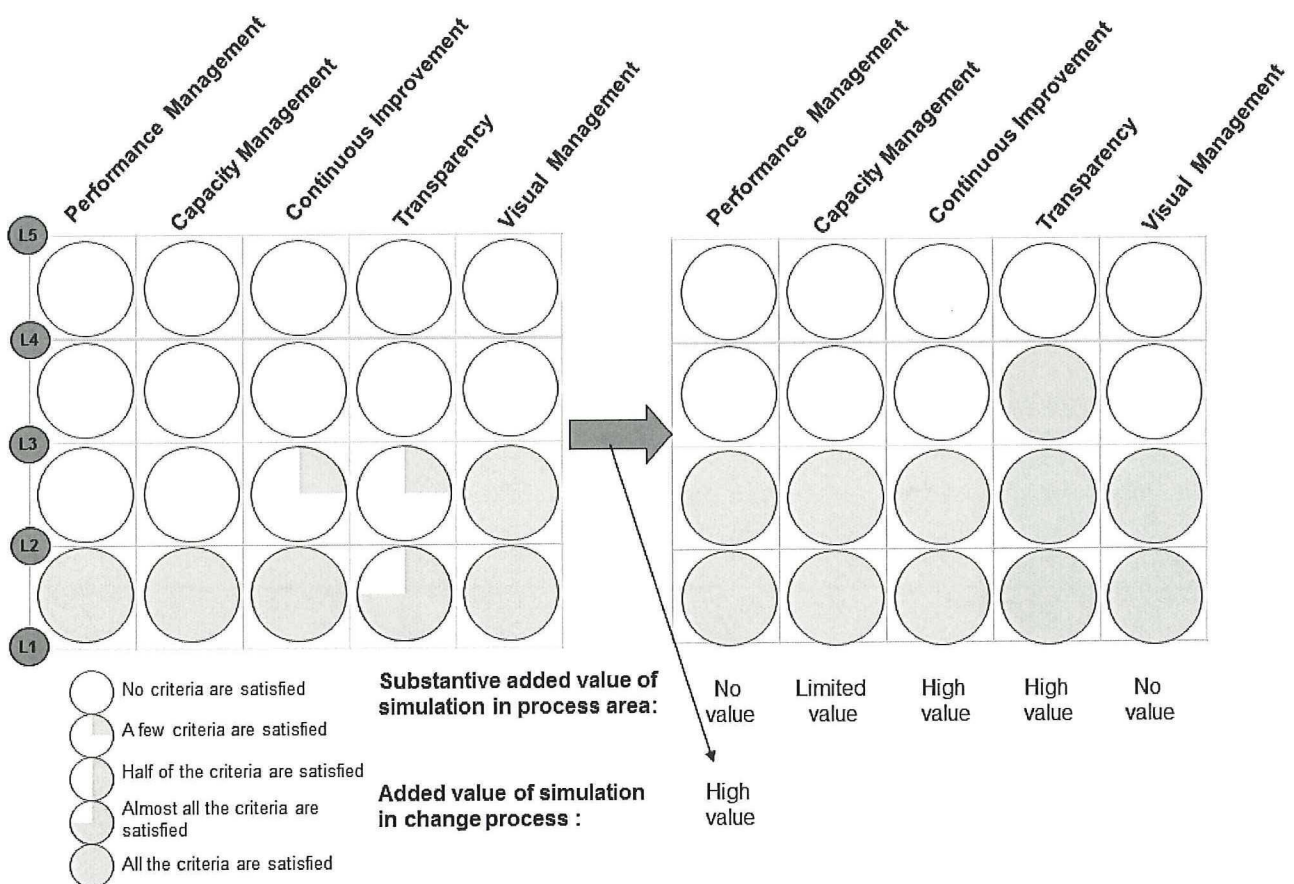 Performance Management
Capacity Management
Continuous Improvement
Transparency
Visual Management
Performance Management
Capacity Management
Continuous Improvement
Transparency
Visual Management
L5
L4
L3
L2
L1
No criteria are satisfied
A few criteria are satisfied
Half of the criteria are satisfied
Almost all the criteria are
satisfied
All the criteria are satisfied
Substantive added value of
simulation in process area:
No
value
Limited
value
High
value
High
value
No
value
Added value of simulation
in change process :
High
value